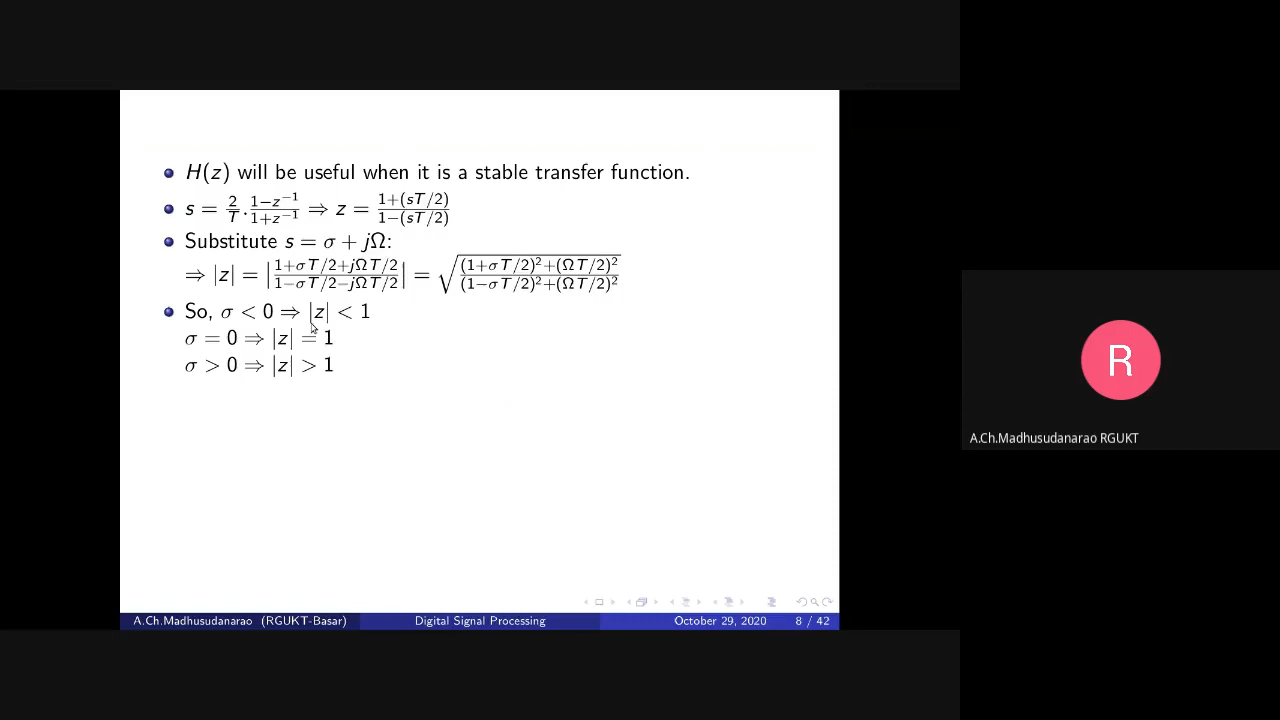 H(z) will be useful when it is a stable transfer function.
s = 2/T . (1−z⁻¹)/(1+z⁻¹) ⇒ z = (1+(sT/2))/(1−(sT/2))
Substitute s = σ + jΩ:
⇒ |z| = |(1+σT/2+jΩT/2)/(1−σT/2−jΩT/2)| = √(((1+σT/2)²+(ΩT/2)²)/((1−σT/2)²+(ΩT/2)²))
So, σ < 0 ⇒ |z| < 1
σ = 0 ⇒ |z| = 1
σ > 0 ⇒ |z| > 1
R
A.Ch.Madhusudanarao RGUKT
A.Ch.Madhusudanarao (RGUKT-Basar) Digital Signal Processing October 29, 2020 8 / 42